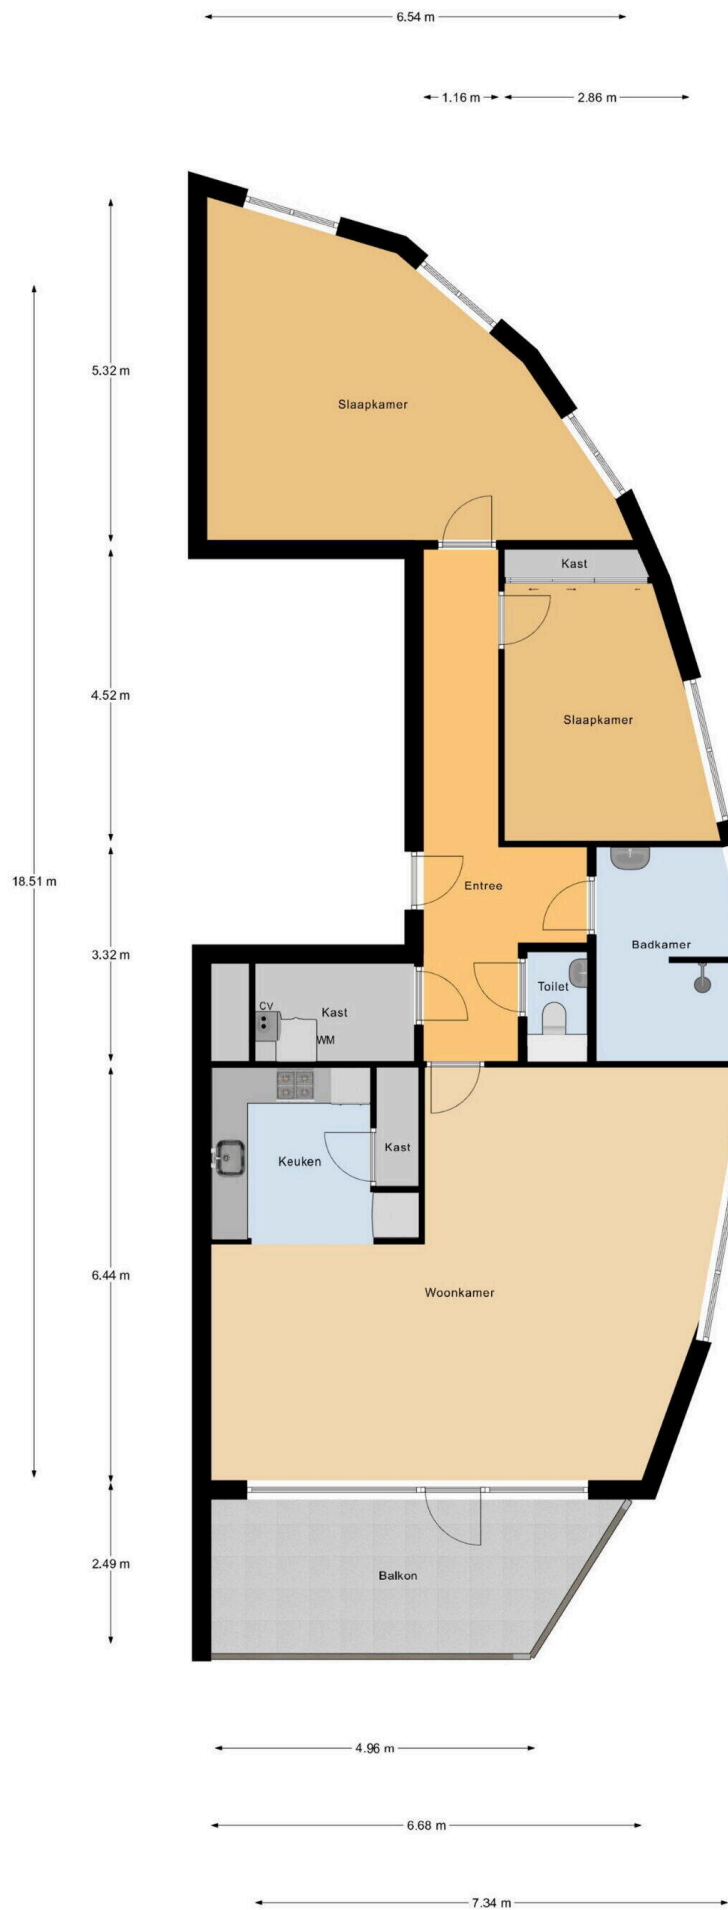 6.54 m
1.16 m
2.86 m
5.32 m
Slaapkamer
Kast
4.52 m
Slaapkamer
18.51 m
Entree
3.32 m
Badkamer
Toilet
CV
Kast
WM
Keuken
Kast
6.44 m
Woonkamer
2.49 m
Balkon
4.96 m
6.68 m
7.34 m